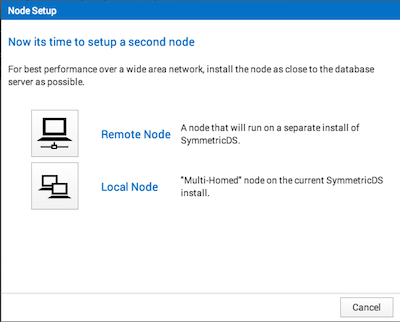 Node Setup
Now its time to setup a second node
For best performance over a wide area network, install the node as close to the database
server as possible.
Remote Node
A node that will run on a separate install of
SymmetricDS.
Local Node
"Multi-Homed" node on the current SymmetricDS
install.
Cancel